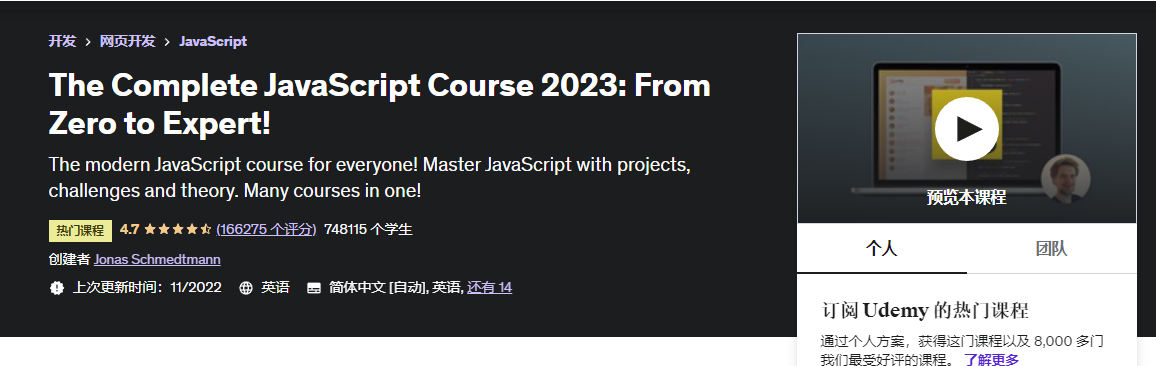 开发 > 网页开发 > JavaScript
The Complete JavaScript Course 2023: From
Zero to Expert!
The modern JavaScript course for everyone! Master JavaScript with projects,
challenges and theory. Many courses in one!
热门课程 4.7 (166275 个评分) 748115 个学生
创建者 Jonas Schmedtmann
上次更新时间：11/2022 英语 简体中文 [自动], 英语, 还有 14
预览本课程
个人 团队
订阅 Udemy 的热门课程
通过个人方案，获得这门课程以及 8,000 多门
我们最受好评的课程。 了解更多